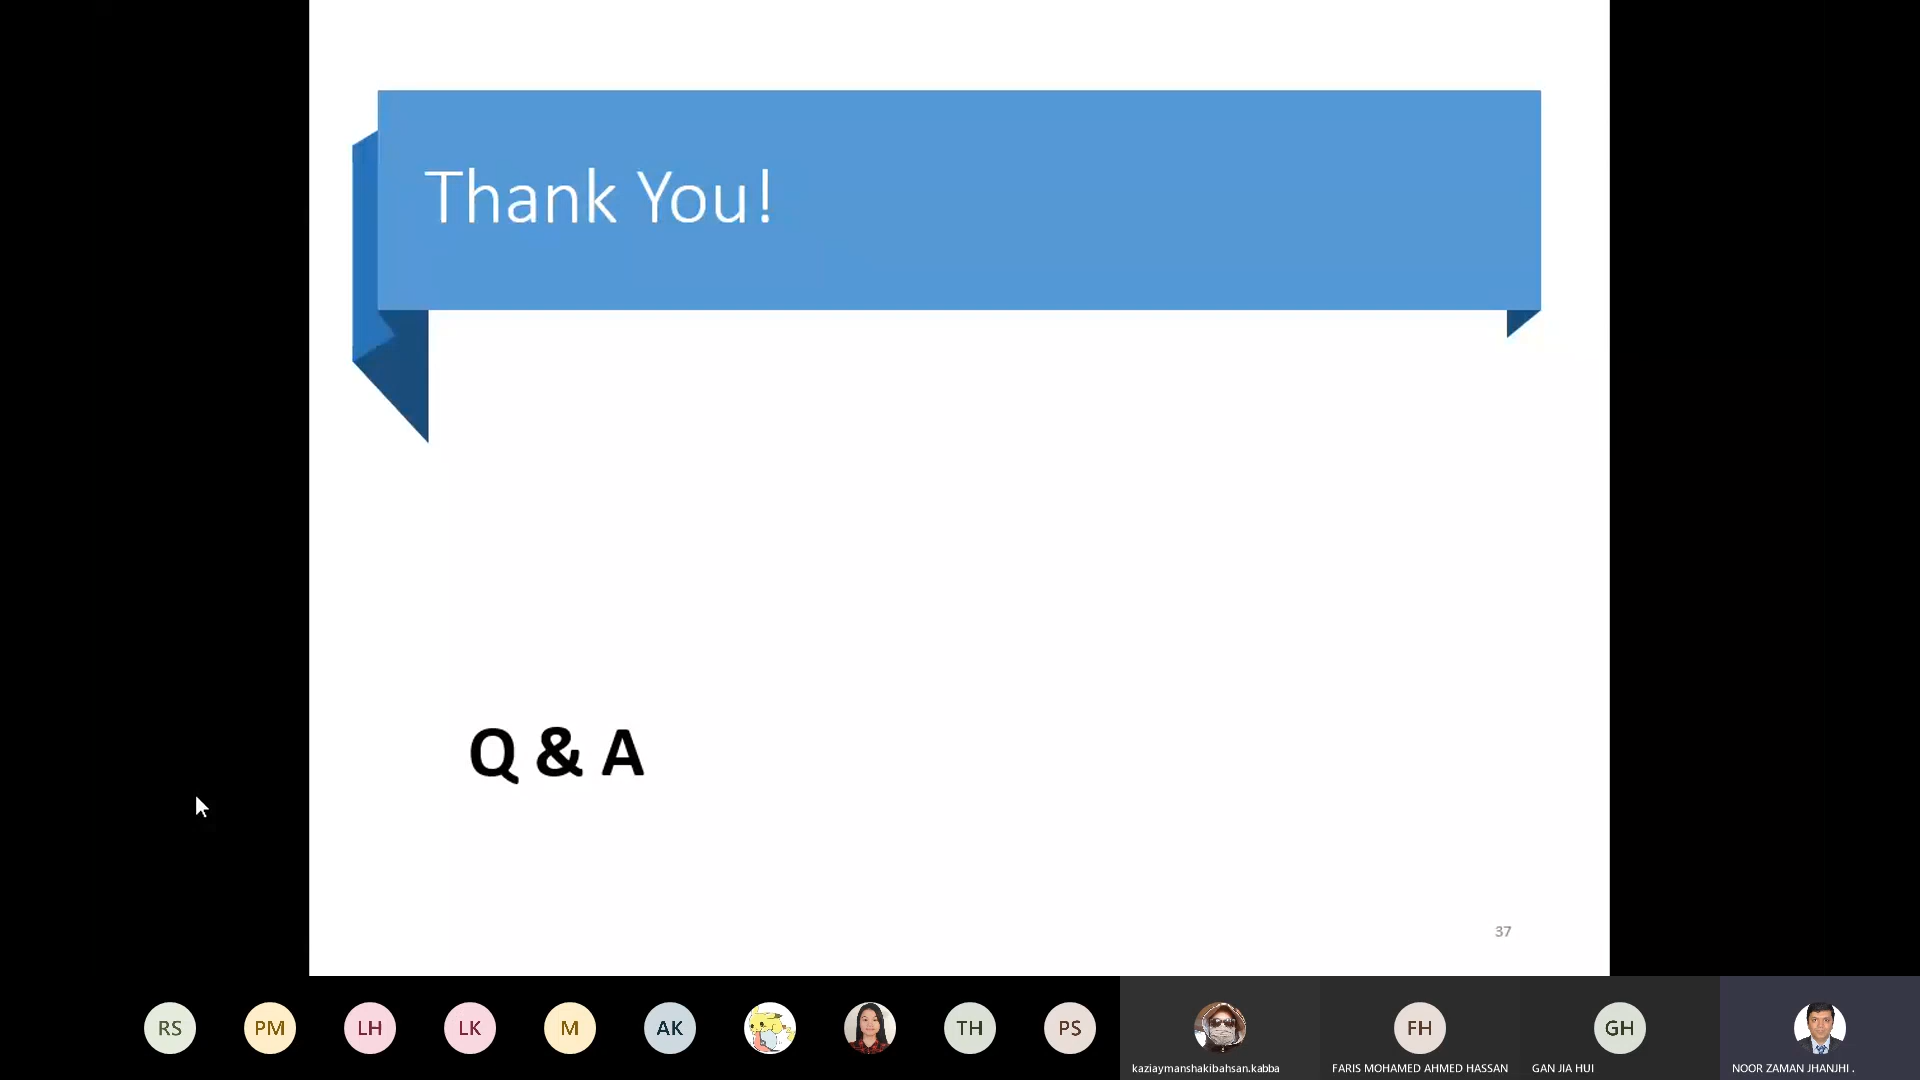 Thank You!
Q & A
37
RS
PM
LH
LK
M
AK
TH
PS
kaziaymanshakibahsan.kabba
FH
FARIS MOHAMED AHMED HASSAN
GH
GAN JIA HUI
NOOR ZAMAN JHANJHI .